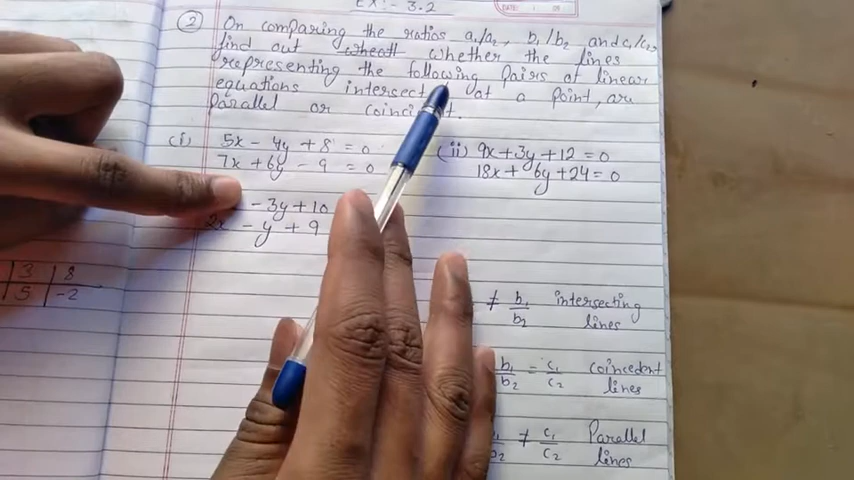 EX:- 3.2
DATE: / /
② On comparing the ratios a₁/a₂, b₁/b₂ and c₁/c₂,
find out whether the lines
representing the following pairs of linear
equations intersect at a point, are
parallel or coincident.
(i) 5x - 4y + 8 = 0
7x + 6y - 9 = 0
(ii) 9x + 3y + 12 = 0
18x + 6y + 24 = 0
- 3y + 10
2x - y + 9
3 8
5 -2
≠ b₁/b₂ intersecting
lines
b₁/b₂ = c₁/c₂ coincedent
lines
≠ c₁/c₂ Parallel
lines